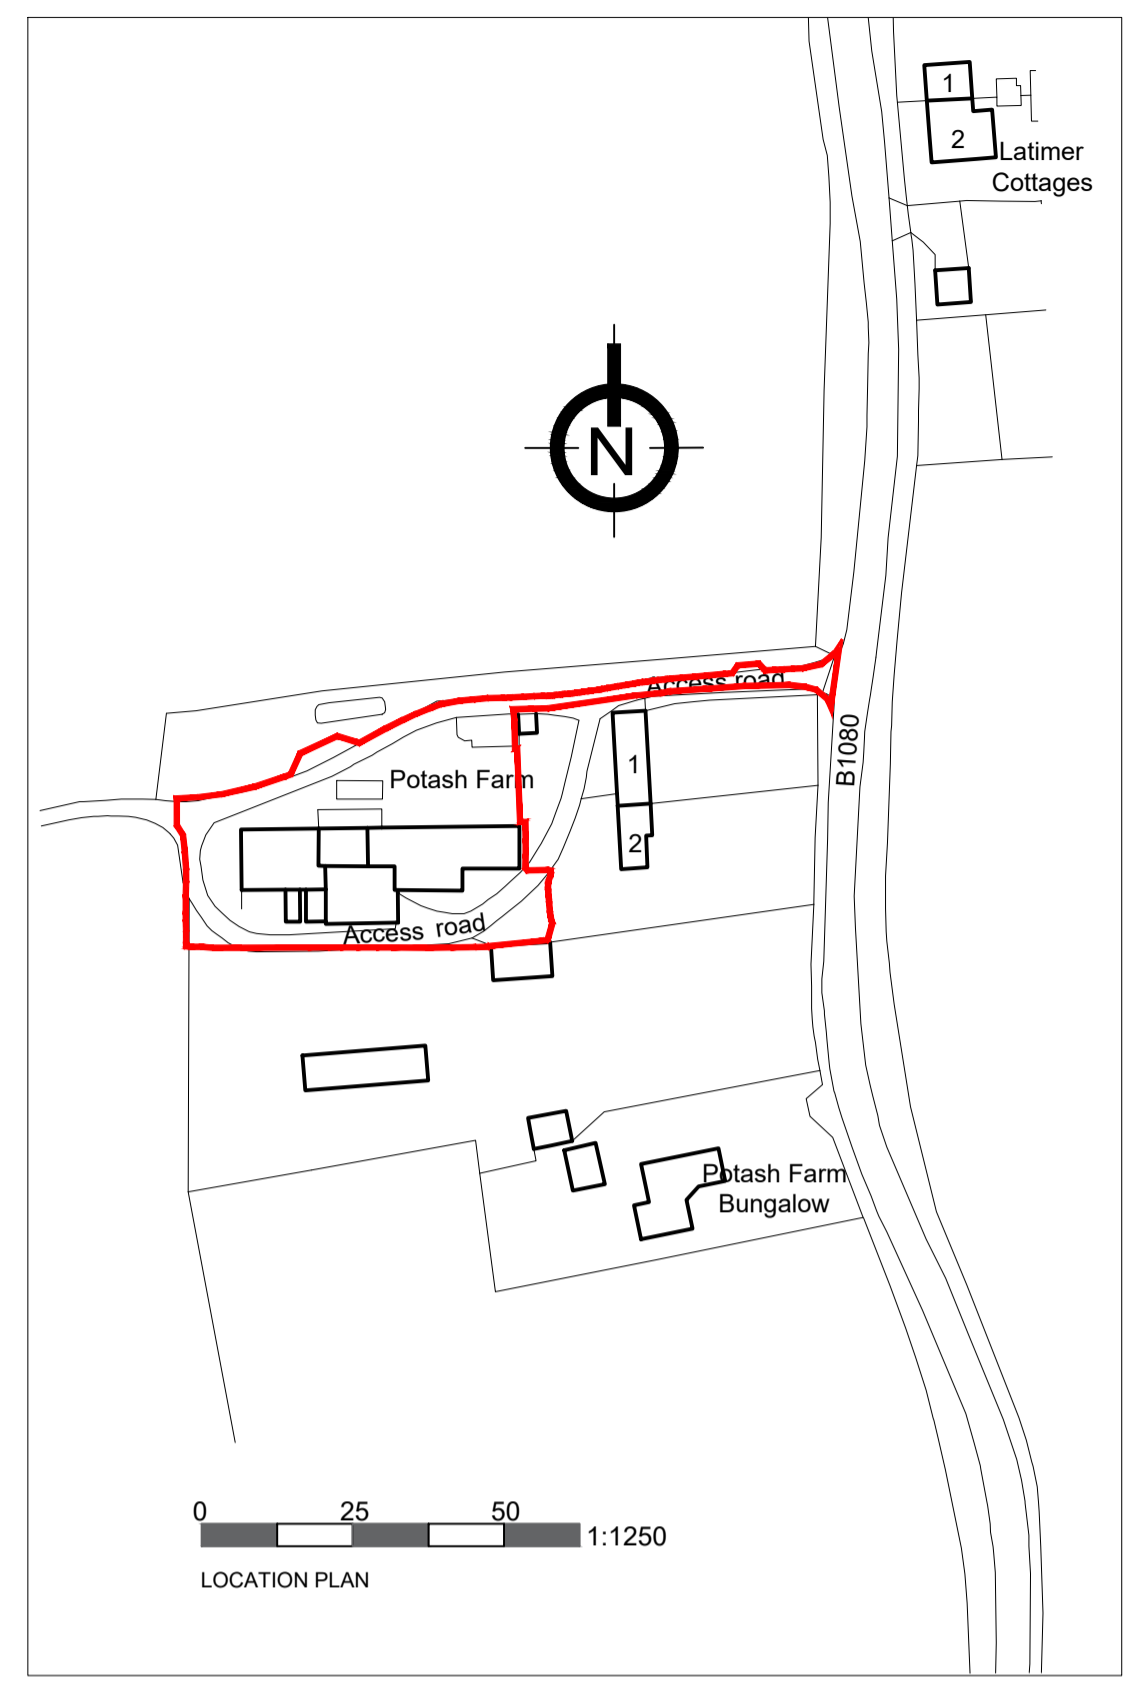 1
2
Latimer
Cottages
N
Access road
B1080
1
Potash Farm
2
Access road
Potash Farm
Bungalow
0 25 50
1:1250
LOCATION PLAN